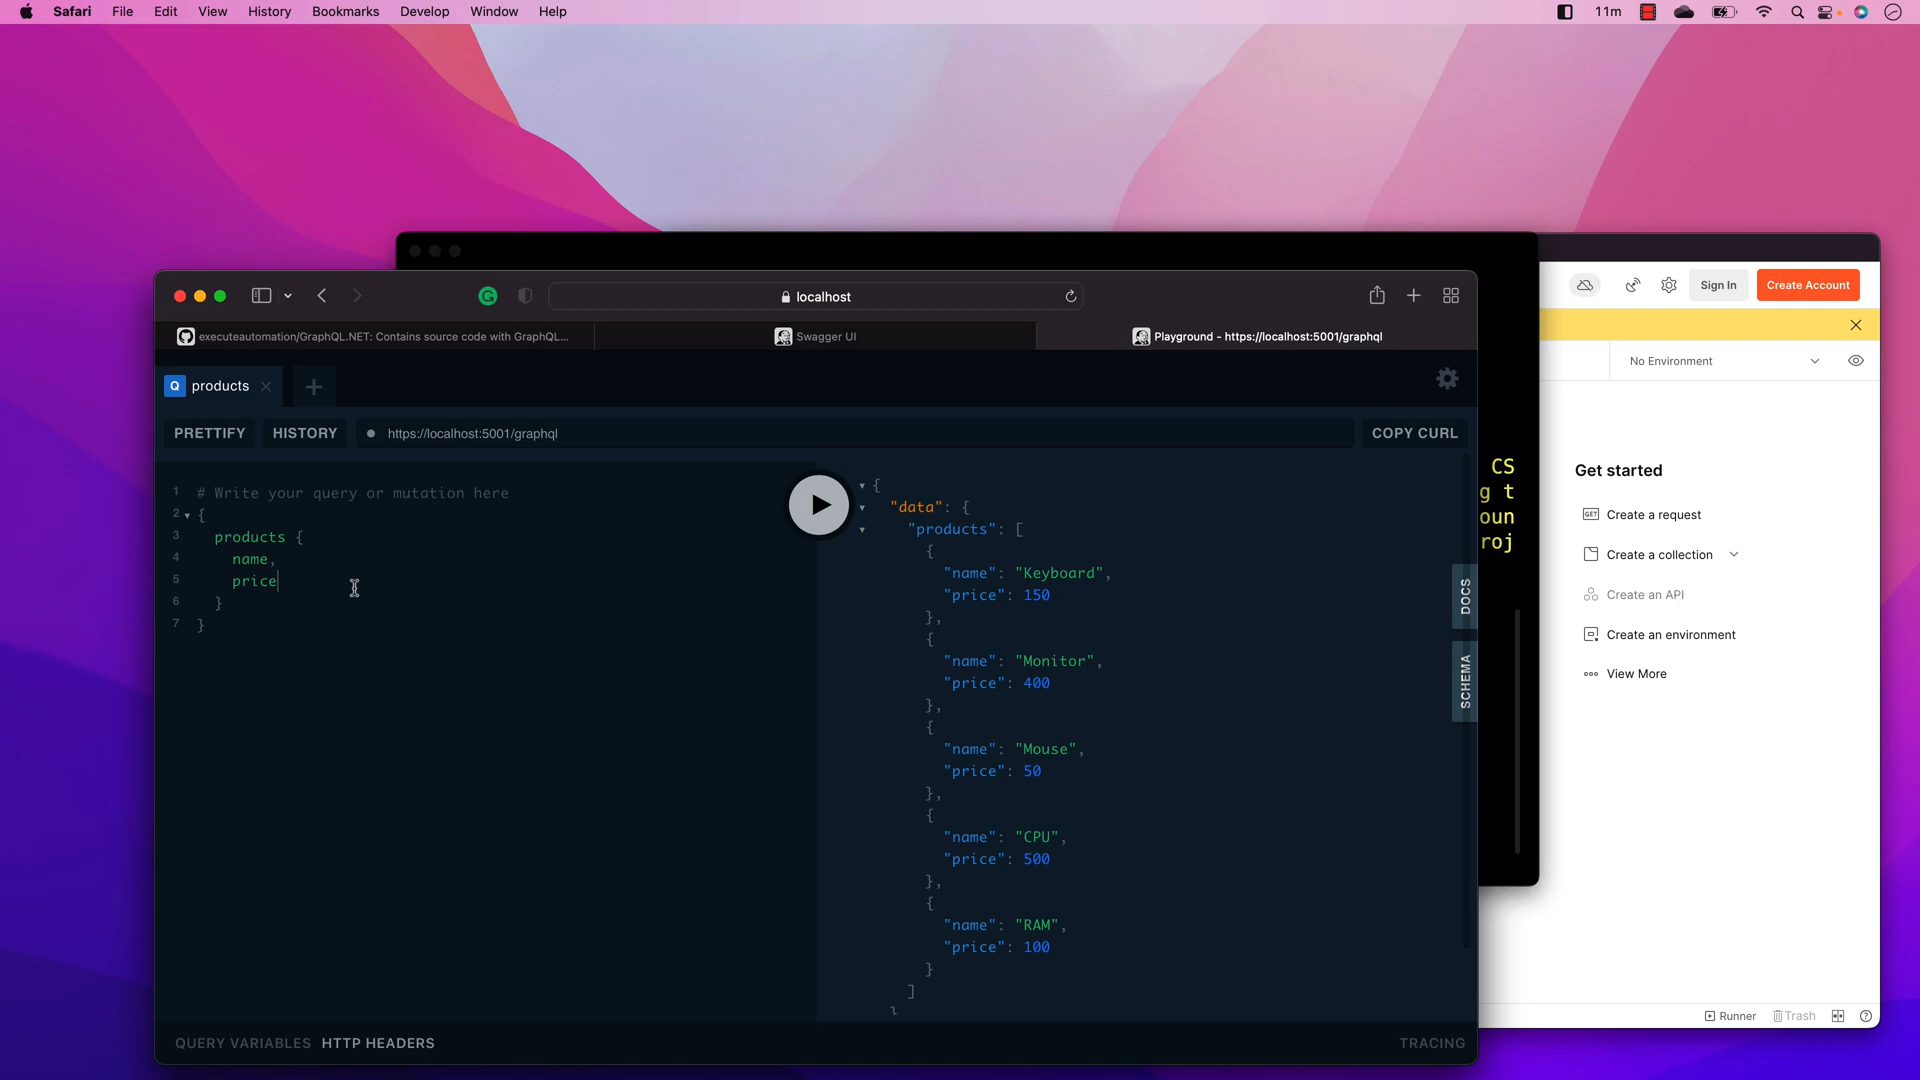 Safari File Edit View History Bookmarks Develop Window Help
11m
localhost
executeautomation/GraphQL.NET: Contains source code with GraphQL...
Swagger UI
Playground - https://localhost:5001/graphql
Q products
PRETTIFY HISTORY https://localhost:5001/graphql COPY CURL
1 # Write your query or mutation here
2 {
3 products {
4 name,
5 price
6 }
7 }
{
"data": {
"products": [
{
"name": "Keyboard",
"price": 150
},
{
"name": "Monitor",
"price": 400
},
{
"name": "Mouse",
"price": 50
},
{
"name": "CPU",
"price": 500
},
{
"name": "RAM",
"price": 100
}
]
}
DOCS
SCHEMA
QUERY VARIABLES HTTP HEADERS
TRACING
CS
g t
oun
roj
Sign In
Create Account
No Environment
Get started
GET Create a request
Create a collection
Create an API
Create an environment
View More
Runner Trash